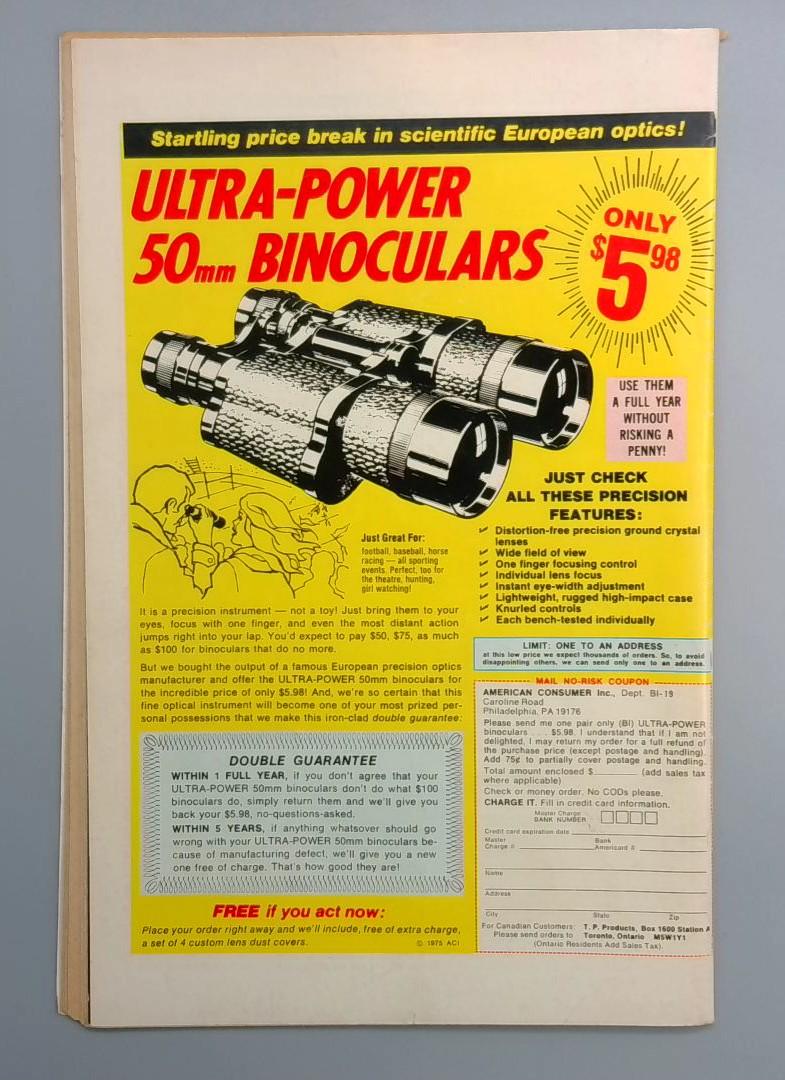 Startling price break in scientific European optics!
ULTRA-POWER
50mm BINOCULARS
ONLY
$5 98
USE THEM
A FULL YEAR
WITHOUT
RISKING A
PENNY!
JUST CHECK
ALL THESE PRECISION
FEATURES:
✓ Distortion-free precision ground crystal
lenses
✓ Wide field of view
✓ One finger focusing control
✓ Individual lens focus
✓ Instant eye-width adjustment
✓ Lightweight, rugged high-impact case
✓ Knurled controls
✓ Each bench-tested individually
Just Great For:
football, baseball, horse
racing — all sporting
events. Perfect, too for
the theatre, hunting,
girl watching!
It is a precision instrument — not a toy! Just bring them to your
eyes, focus with one finger, and even the most distant action
jumps right into your lap. You'd expect to pay $50, $75, as much
as $100 for binoculars that do no more.
But we bought the output of a famous European precision optics
manufacturer and offer the ULTRA-POWER 50mm binoculars for
the incredible price of only $5.98! And, we're so certain that this
fine optical instrument will become one of your most prized per-
sonal possessions that we make this iron-clad double guarantee:
DOUBLE GUARANTEE
WITHIN 1 FULL YEAR, if you don't agree that your
ULTRA-POWER 50mm binoculars don't do what $100
binoculars do, simply return them and we'll give you
back your $5.98, no-questions-asked.
WITHIN 5 YEARS, if anything whatsover should go
wrong with your ULTRA-POWER 50mm binoculars be-
cause of manufacturing defect, we'll give you a new
one free of charge. That's how good they are!
FREE if you act now:
Place your order right away and we'll include, free of extra charge,
a set of 4 custom lens dust covers.
© 1975 ACI
LIMIT: ONE TO AN ADDRESS
at this low price we expect thousands of orders. So, to avoid
disappointing others, we can send only one to an address.
MAIL NO-RISK COUPON
AMERICAN CONSUMER Inc., Dept. BI-19
Caroline Road
Philadelphia, PA 19176
Please send me one pair only (BI) ULTRA-POWER
binoculars . . . $5.98. I understand that if I am not
delighted, I may return my order for a full refund of
the purchase price (except postage and handling).
Add 75¢ to partially cover postage and handling.
Total amount enclosed $ (add sales tax
where applicable)
Check or money order, No CODs please.
CHARGE IT. Fill in credit card information.
Master Charge
BANK NUMBER
Credit card expiration date
Master Bank
Charge # Americard #
Name
Address
City State Zip
For Canadian Customers: T. P. Products, Box 1600 Station A
Please send orders to Toronto, Ontario M5W1Y1
(Ontario Residents Add Sales Tax).